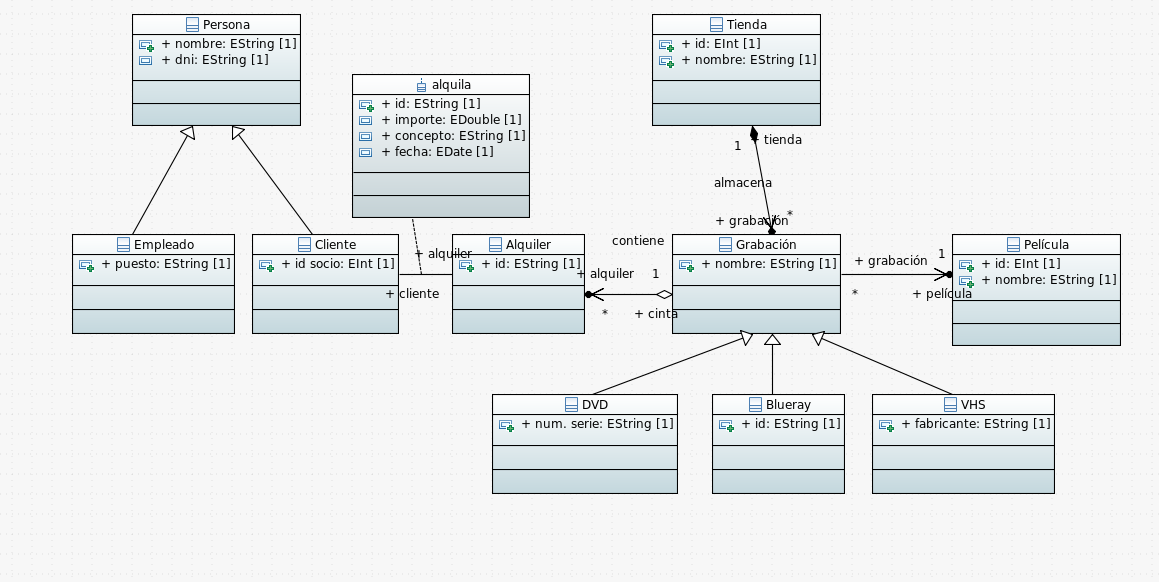 Persona
+ nombre: EString [1]
+ dni: EString [1]
Tienda
+ id: EInt [1]
+ nombre: EString [1]
alquila
+ id: EString [1]
+ importe: EDouble [1]
+ concepto: EString [1]
+ fecha: EDate [1]
1
+ tienda
almacena
*
+ grabación
Empleado
+ puesto: EString [1]
Cliente
+ id socio: EInt [1]
+ alquiler
+ cliente
Alquiler
+ id: EString [1]
contiene
+ alquiler
1
*
+ cinta
Grabación
+ nombre: EString [1]
+ grabación
1
*
+ película
Película
+ id: EInt [1]
+ nombre: EString [1]
DVD
+ num. serie: EString [1]
Blueray
+ id: EString [1]
VHS
+ fabricante: EString [1]